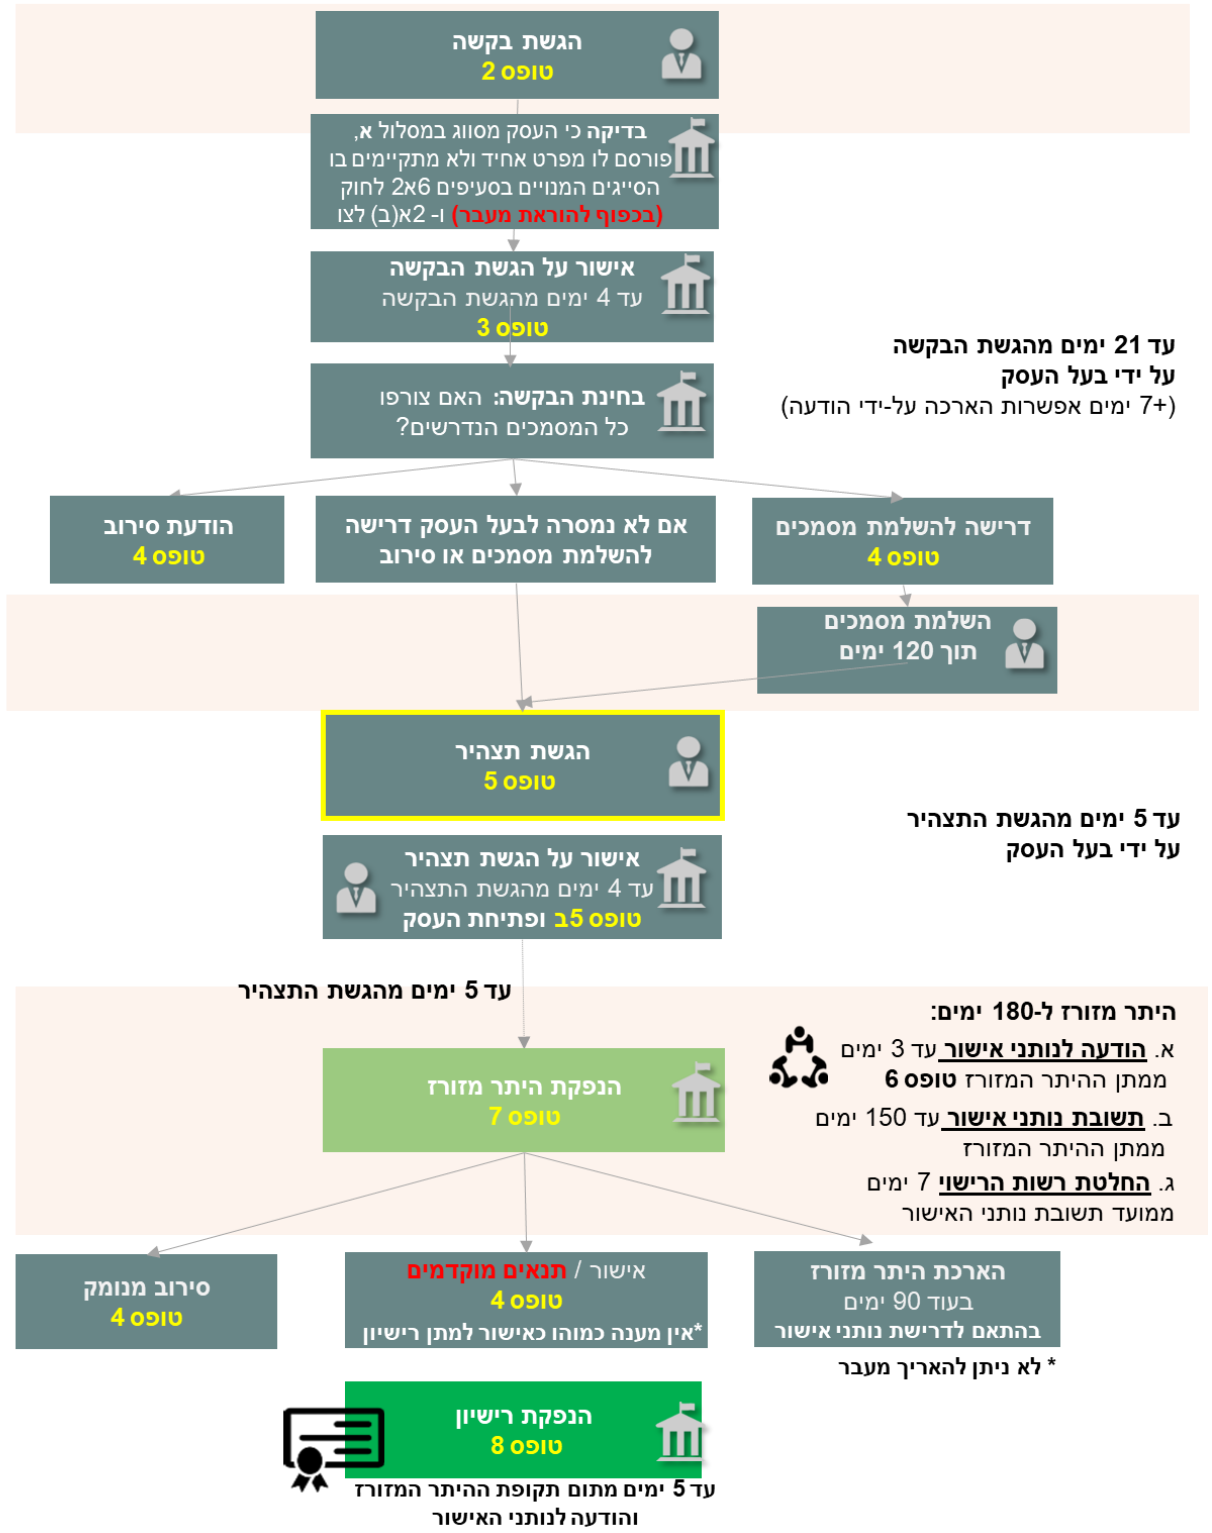 הגשת בקשה
טופס 2
בדיקה כי העסק מסווג במסלול א,
פורסם לו מפרט אחיד ולא מתקיימים בו
הסייגים המנויים בסעיפים 6א2 לחוק
(בכפוף להוראת מעבר) ו- 2א(ב) לצו
אישור על הגשת הבקשה
עד 4 ימים מהגשת הבקשה
טופס 3
עד 21 ימים מהגשת הבקשה
על ידי בעל העסק
(+7 ימים אפשרות הארכה על-ידי הודעה)
בחינת הבקשה: האם צורפו
כל המסמכים הנדרשים?
דרישה להשלמת מסמכים
טופס 4
אם לא נמסרה לבעל העסק דרישה
להשלמת מסמכים או סירוב
הודעת סירוב
טופס 4
השלמת מסמכים
תוך 120 ימים
הגשת תצהיר
טופס 5
עד 5 ימים מהגשת התצהיר
על ידי בעל העסק
אישור על הגשת תצהיר
עד 4 ימים מהגשת התצהיר
טופס 5ב ופתיחת העסק
עד 5 ימים מהגשת התצהיר
היתר מזורז ל-180 ימים:
א. הודעה לנותני אישור עד 3 ימים
ממתן ההיתר המזורז טופס 6
ב. תשובת נותני אישור עד 150 ימים
ממתן ההיתר המזורז
ג. החלטת רשות הרישוי 7 ימים
ממועד תשובת נותני האישור
הנפקת היתר מזורז
טופס 7
הארכת היתר מזורז
בעוד 90 ימים
בהתאם לדרישת נותני אישור
* לא ניתן להאריך מעבר
אישור / תנאים מוקדמים
טופס 4
*אין מענה כמוהו כאישור למתן רישיון
סירוב מנומק
טופס 4
הנפקת רישיון
טופס 8
עד 5 ימים מתום תקופת ההיתר המזורז
והודעה לנותני האישור